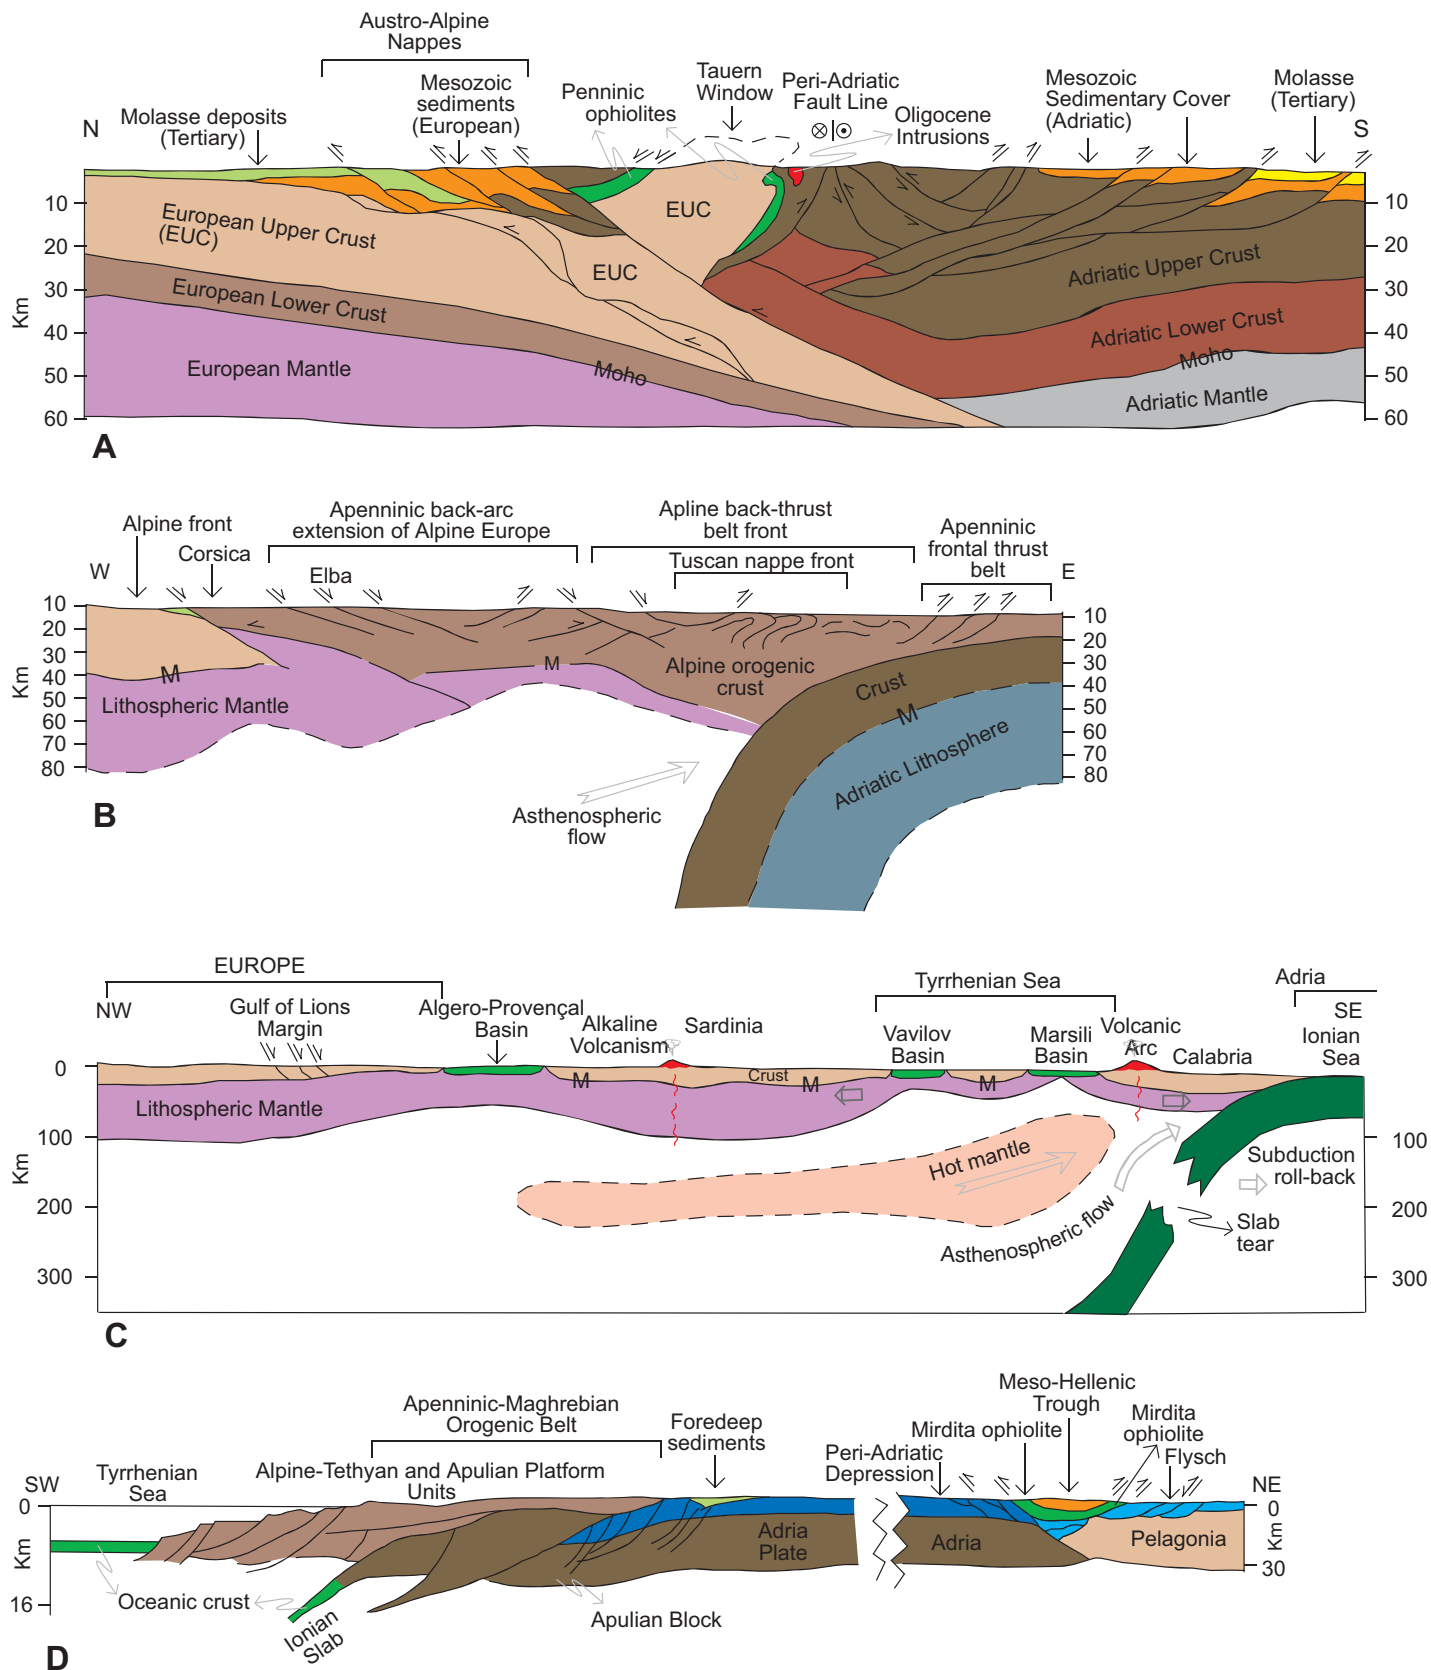 Austro-Alpine
Nappes
N
Molasse deposits
(Tertiary)
Mesozoic
sediments
(European)
Penninic
ophiolites
Tauern
Window
Peri-Adriatic
Fault Line
Oligocene
Intrusions
Mesozoic
Sedimentary Cover
(Adriatic)
Molasse
(Tertiary)
S
10
20
30
40
50
60
Km
European Upper Crust
(EUC)
EUC
EUC
European Lower Crust
European Mantle
Moho
Adriatic Upper Crust
Adriatic Lower Crust
Moho
Adriatic Mantle
10
20
30
40
50
60
A
W
Alpine front
Corsica
Apenninic back-arc
extension of Alpine Europe
Elba
Apline back-thrust
belt front
Tuscan nappe front
Apenninic
frontal thrust
belt
E
10
20
30
40
50
60
70
80
Km
M
Lithospheric Mantle
M
Alpine orogenic
crust
Crust
M
Adriatic Lithosphere
Asthenospheric
flow
10
20
30
40
50
60
70
80
B
EUROPE
NW
Gulf of Lions
Margin
Algero-Provençal
Basin
Alkaline
Volcanism
Sardinia
Tyrrhenian Sea
Vavilov
Basin
Marsili
Basin
Volcanic
Arc
Calabria
Adria
SE
Ionian
Sea
0
100
200
300
Km
Lithospheric Mantle
M
Crust
M
M
Hot mantle
Asthenospheric flow
Subduction
roll-back
Slab
tear
100
200
300
C
SW
Tyrrhenian
Sea
Apenninic-Maghrebian
Orogenic Belt
Alpine-Tethyan and Apulian Platform
Units
Foredeep
sediments
Peri-Adriatic
Depression
Mirdita ophiolite
Meso-Hellenic
Trough
Mirdita
ophiolite
Flysch
NE
0
Km
16
Oceanic crust
Ionian
Slab
Apulian Block
Adria
Plate
Adria
Pelagonia
0
Km
30
D